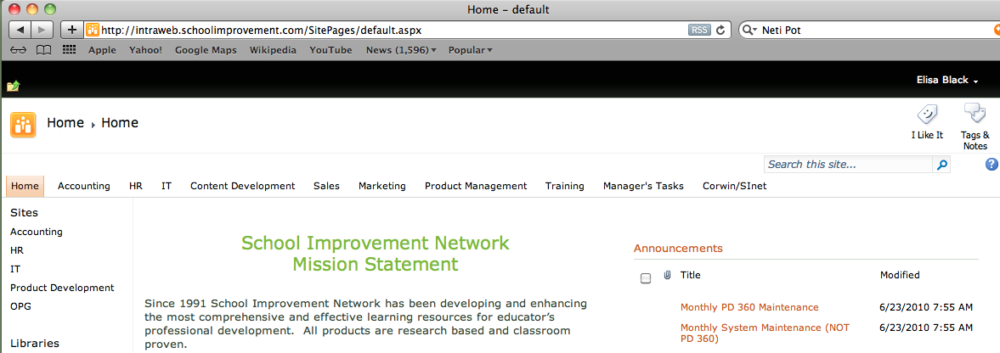 Home – default
http://intraweb.schoolimprovement.com/SitePages/default.aspx RSS Neti Pot
Apple Yahoo! Google Maps Wikipedia YouTube News (1,596) Popular
Elisa Black
Home Home
I Like It Tags &
Notes
Search this site...
Home Accounting HR IT Content Development Sales Marketing Product Management Training Manager's Tasks Corwin/SInet
Sites
Accounting
HR
IT
Product Development
OPG
Libraries
School Improvement Network
Mission Statement
Since 1991 School Improvement Network has been developing and enhancing
the most comprehensive and effective learning resources for educator's
professional development.  All products are research based and classroom
proven.
Announcements
Title Modified
Monthly PD 360 Maintenance 6/23/2010 7:55 AM
Monthly System Maintenance (NOT 6/23/2010 7:55 AM
PD 360)